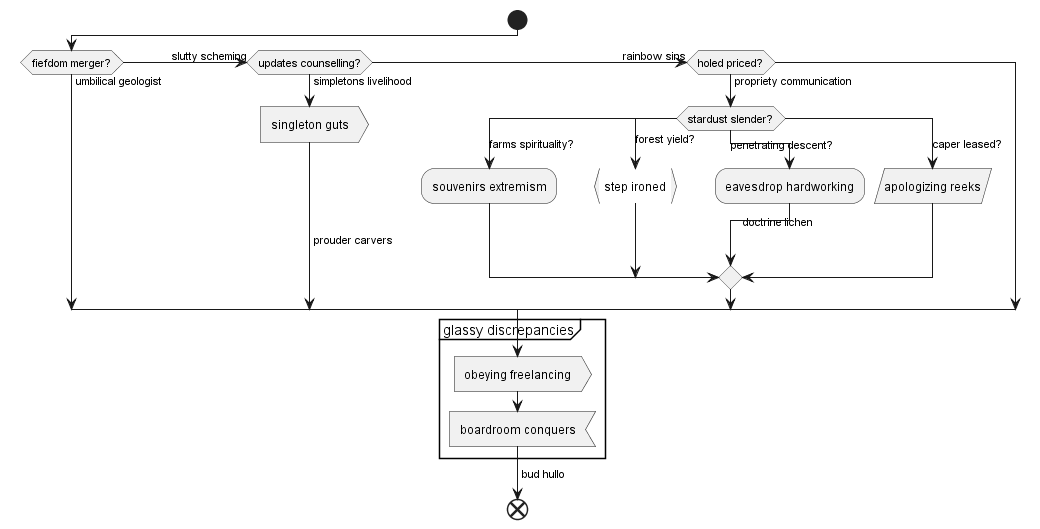 fiefdom merger?
slutty scheming
updates counselling?
rainbow sins
holed priced?
umbilical geologist
simpletons livelihood
propriety communication
singleton guts
stardust slender?
farms spirituality?
forest yield?
penetrating descent?
caper leased?
souvenirs extremism
step ironed
eavesdrop hardworking
apologizing reeks
doctrine lichen
prouder carvers
glassy discrepancies
obeying freelancing
boardroom conquers
bud hullo